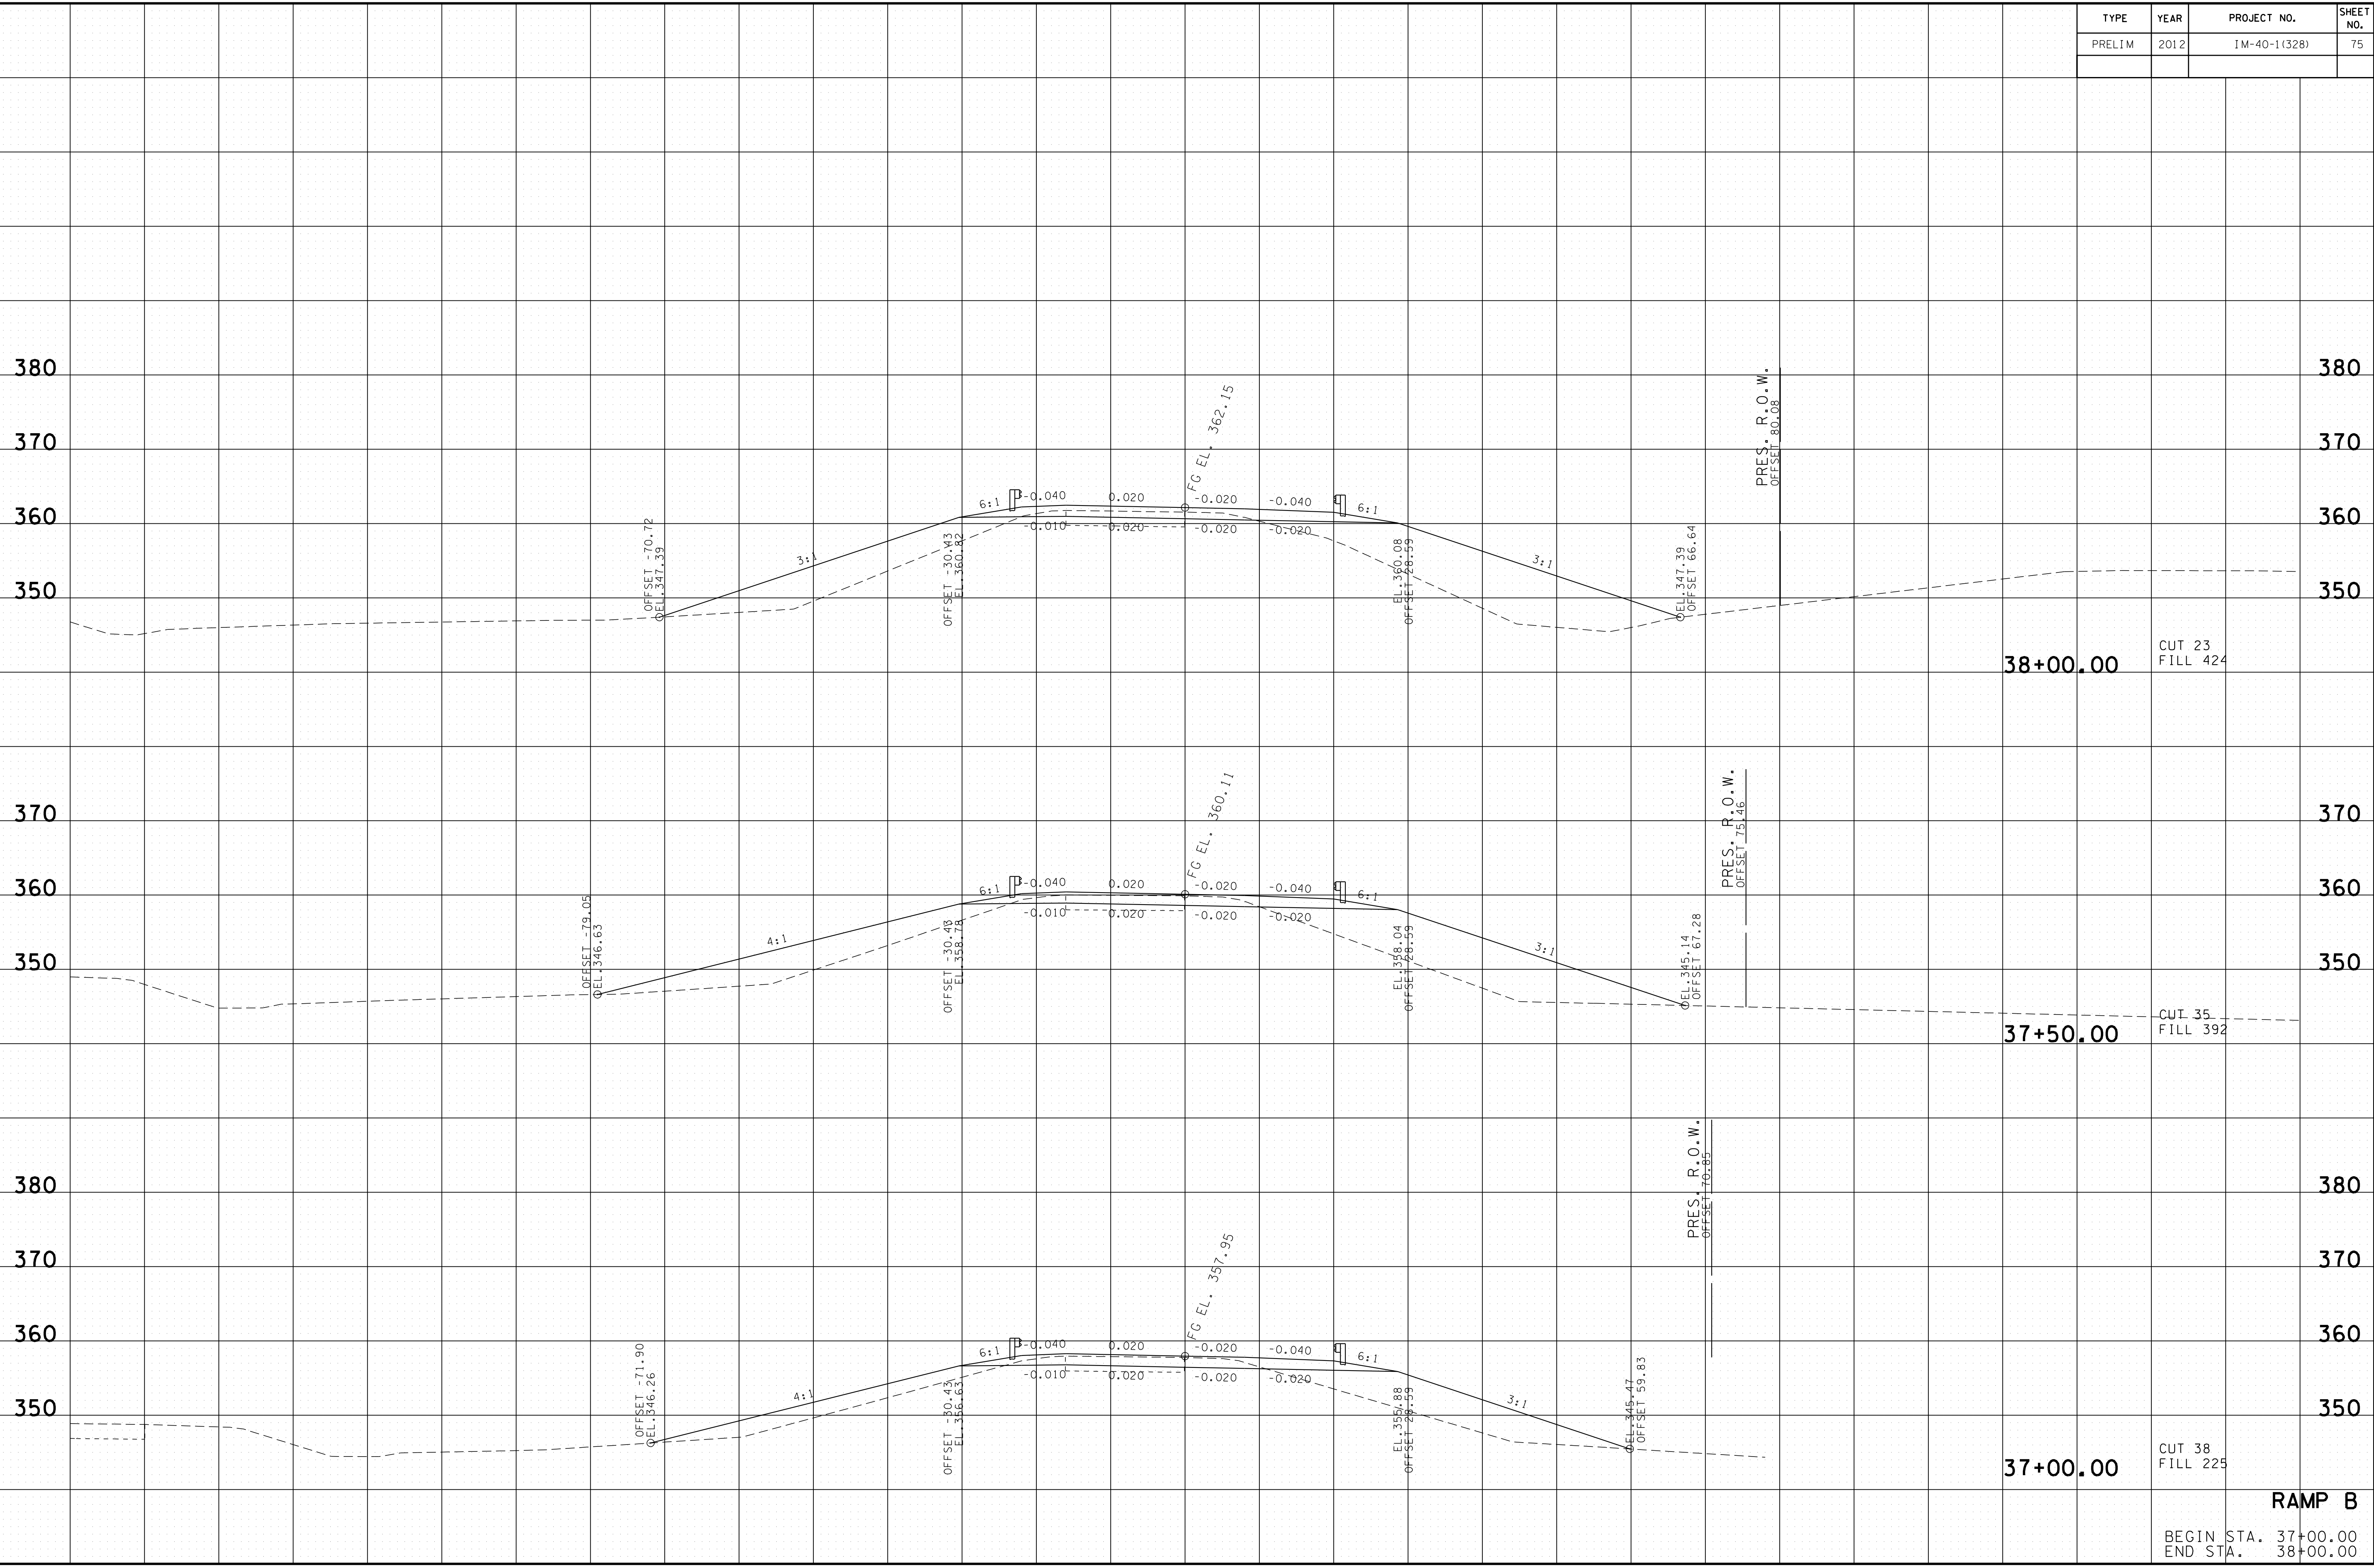 TYPE YEAR PROJECT NO. SHEET NO.
PRELIM 2012 IM-40-1(328) 75
380 380
370 370
360 360
350 350
PRES. R.O.W.
OFFSET 80.08
FG EL. 362.15
OFFSET -70.72
EL.347.39
3:1
6:1
-0.040 0.020 -0.020 -0.040
6:1
-0.010 0.020 -0.020 -0.020
OFFSET -30.43
EL.360.82
EL.360.08
OFFSET 28.59
3:1
EL.347.39
OFFSET 66.64
38+00.00
CUT 23
FILL 424
370 370
360 360
350 350
PRES. R.O.W.
OFFSET 75.46
FG EL. 360.11
OFFSET -79.05
EL.346.63
4:1
6:1
-0.040 0.020 -0.020 -0.040
6:1
-0.010 0.020 -0.020 -0.020
OFFSET -30.43
EL.358.78
EL.358.04
OFFSET 28.59
3:1
EL.345.14
OFFSET 67.28
37+50.00
CUT 35
FILL 392
380 380
370 370
360 360
350 350
PRES. R.O.W.
OFFSET 70.85
FG EL. 357.95
OFFSET -71.90
EL.346.26
4:1
6:1
-0.040 0.020 -0.020 -0.040
6:1
-0.010 0.020 -0.020 -0.020
OFFSET -30.43
EL.356.63
EL.355.88
OFFSET 28.59
3:1
EL.345.47
OFFSET 59.83
37+00.00
CUT 38
FILL 225
RAMP B
BEGIN STA. 37+00.00
END STA. 38+00.00